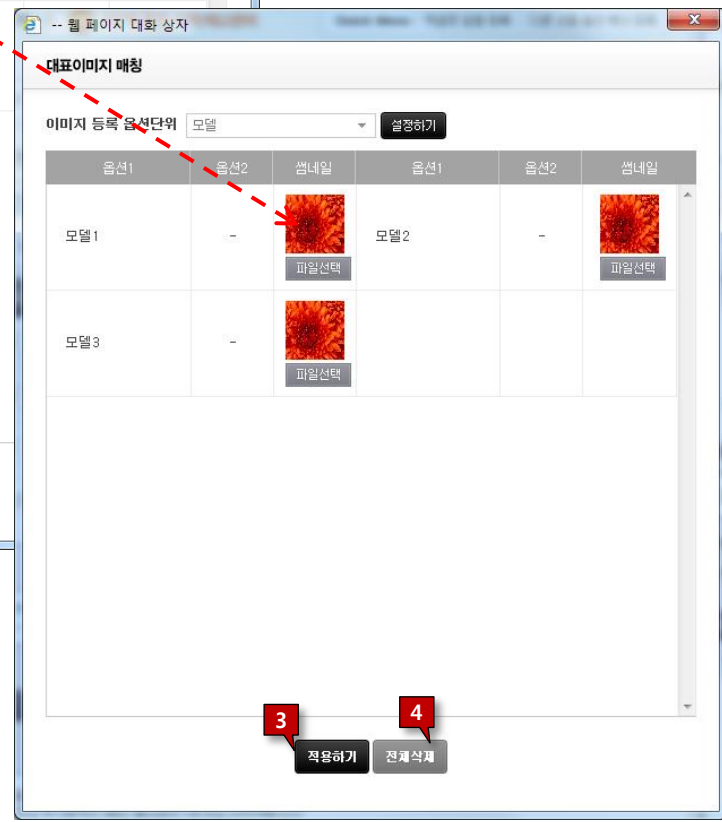 -- 웹 페이지 대화 상자
X
대표이미지 매칭
이미지 등록 옵션단위 모델 설정하기
옵션1 옵션2 썸네일 옵션1 옵션2 썸네일
모델1 - 파일선택 모델2 - 파일선택
모델3 - 파일선택
3 4
적용하기 전체삭제